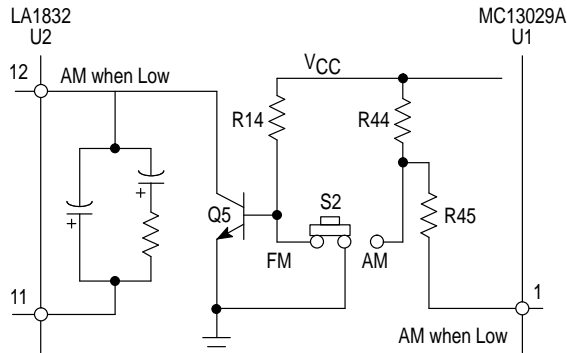 LA1832
U2
MC13029A
U1
12
AM when Low
VCC
R14
R44
S2
Q5
R45
FM
AM
11
1
AM when Low
+
+